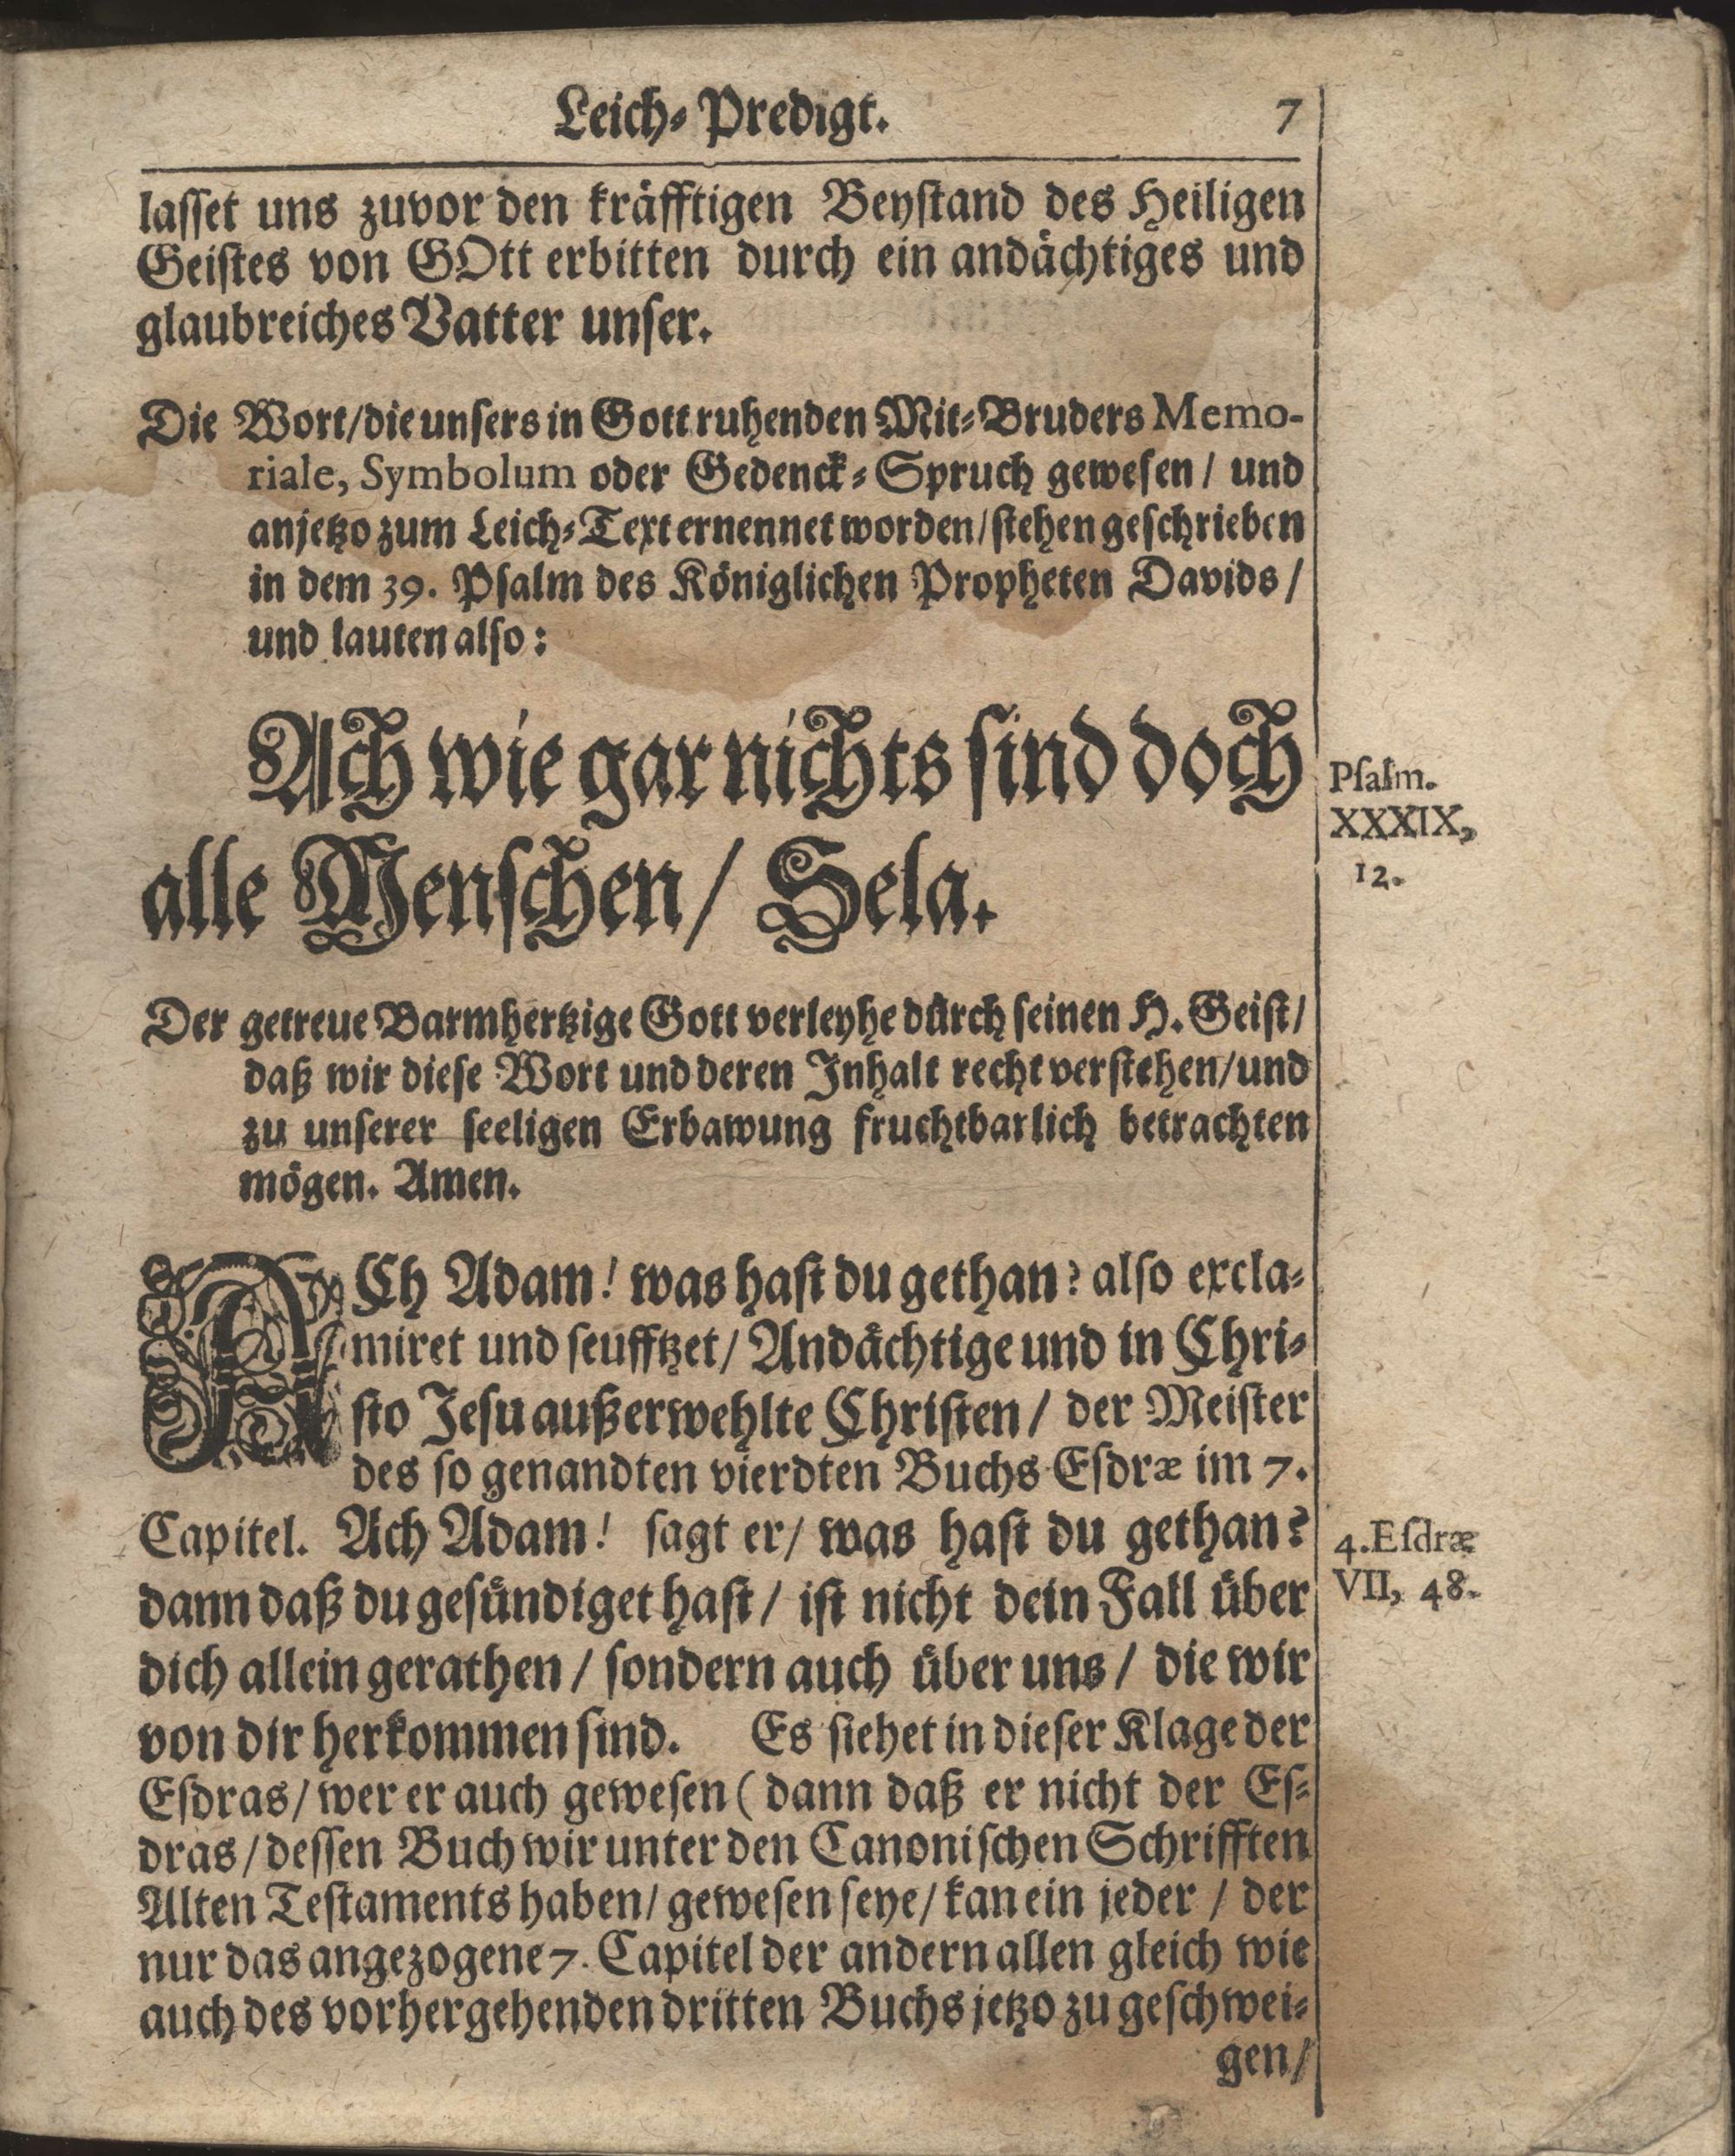 Leich-Predigt. 7
lasset uns zuvor den kräfftigen Beystand des Heiligen
Geistes von GOtt erbitten durch ein andächtiges und
glaubreiches Vatter unser.
Die Wort/die unsers in Gott ruhenden Mit-Bruders Memo-
riale, Symbolum oder Gedenck-Spruch gewesen/ und
anjetzo zum Leich-Text ernennet worden/stehen geschrieben
in dem 39. Psalm des Königlichen Propheten Davids/
und lauten also:
Ach wie gar nichts sind doch
alle Menschen/ Sela.
Psalm.
XXXIX,
12.
Der getreue Barmhertzige Gott verleyhe dürch seinen H. Geist/
daß wir diese Wort und deren Inhalt recht verstehen/und
zu unserer seeligen Erbawung fruchtbarlich betrachten
mögen. Amen.
ACh Adam! was hast du gethan? also excla-
miret und seufftzet/ Andächtige und in Chri-
sto Jesu außerwehlte Christen/ der Meister
des so genandten vierdten Buchs Esdræ im 7.
Capitel. Ach Adam! sagt er/ was hast du gethan?
dann daß du gesündiget hast/ ist nicht dein Fall über
dich allein gerathen/ sondern auch über uns/ die wir
von dir herkommen sind. Es siehet in dieser Klage der
Esdras/ wer er auch gewesen (dann daß er nicht der Es-
dras/dessen Buch wir unter den Canonischen Schrifften
Alten Testaments haben/ gewesen seye/ kan ein jeder/ der
nur das angezogene 7. Capitel der andern allen gleich wie
auch des vorhergehenden dritten Buchs jetzo zu geschwei-
gen/
4.Esdræ
VII, 48.